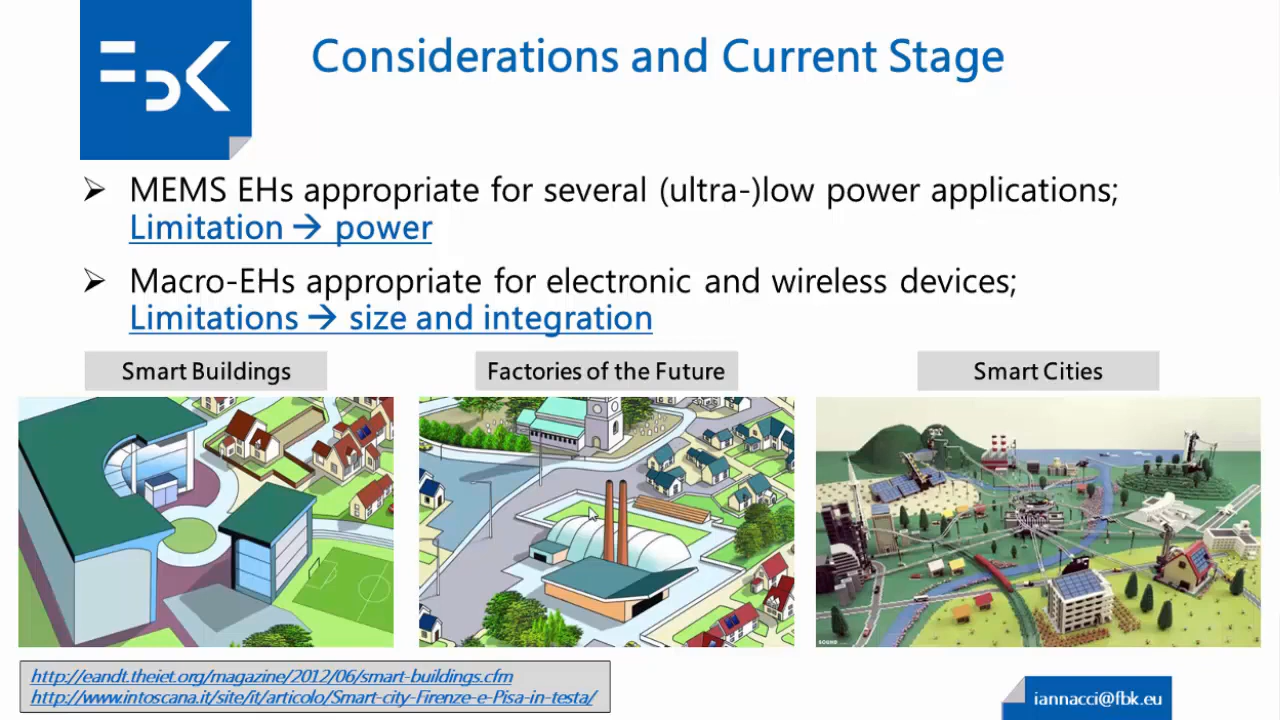 FBK
Considerations and Current Stage
➢ MEMS EHs appropriate for several (ultra-)low power applications;
Limitation → power
➢ Macro-EHs appropriate for electronic and wireless devices;
Limitations → size and integration
Smart Buildings
Factories of the Future
Smart Cities
http://eandt.theiet.org/magazine/2012/06/smart-buildings.cfm
http://www.intoscana.it/site/it/articolo/Smart-city-Firenze-e-Pisa-in-testa/
iannacci@fbk.eu